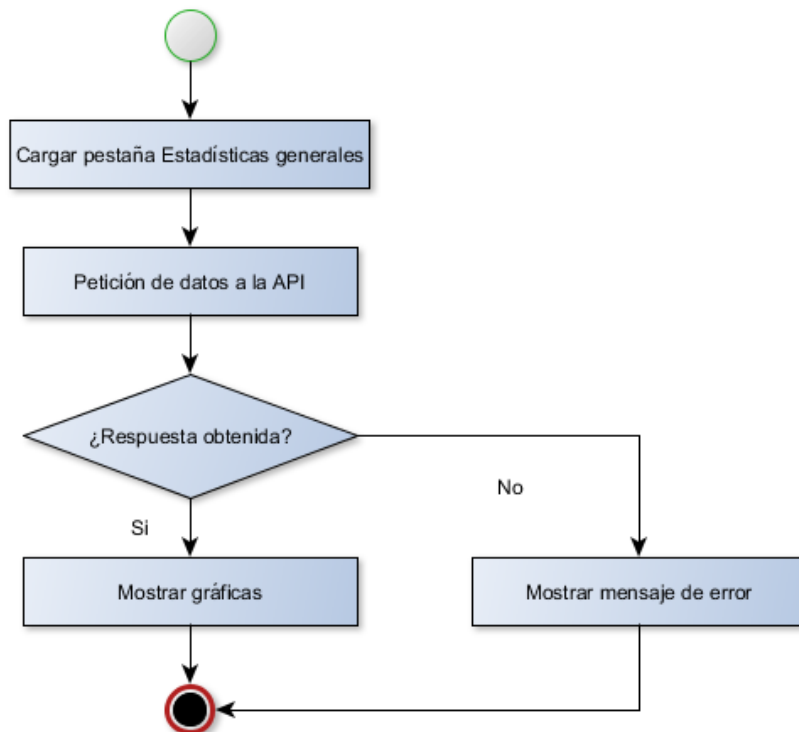 Cargar pestaña Estadísticas generales
Petición de datos a la API
¿Respuesta obtenida?
No
Si
Mostrar gráficas
Mostrar mensaje de error